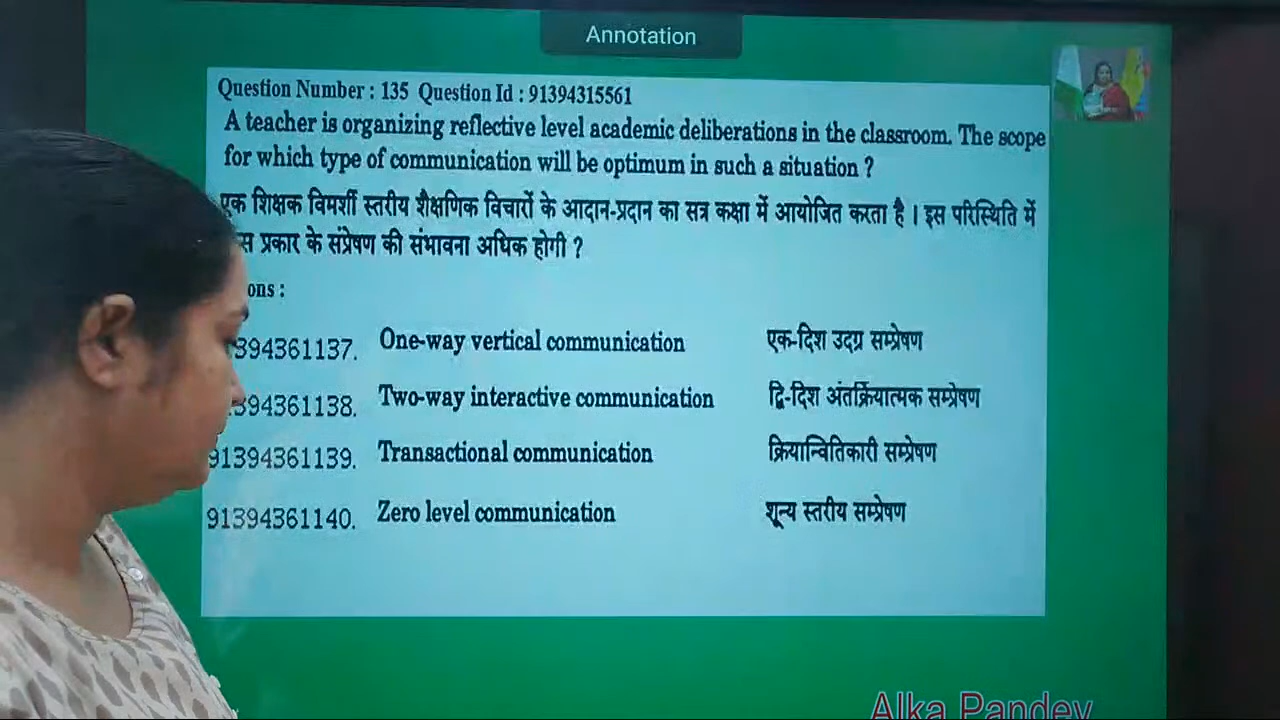 Annotation
Question Number : 135 Question Id : 91394315561
A teacher is organizing reflective level academic deliberations in the classroom. The scope
for which type of communication will be optimum in such a situation ?
एक शिक्षक विमर्शी स्तरीय शैक्षणिक विचारों के आदान-प्रदान का सत्र कक्षा में आयोजित करता है । इस परिस्थिति में
स प्रकार के संप्रेषण की संभावना अधिक होगी ?
ons :
394361137. One-way vertical communication एक-दिश उदग्र सम्प्रेषण
394361138. Two-way interactive communication द्वि-दिश अंतर्क्रियात्मक सम्प्रेषण
91394361139. Transactional communication क्रियान्वितिकारी सम्प्रेषण
91394361140. Zero level communication शून्य स्तरीय सम्प्रेषण
Alka Pandey